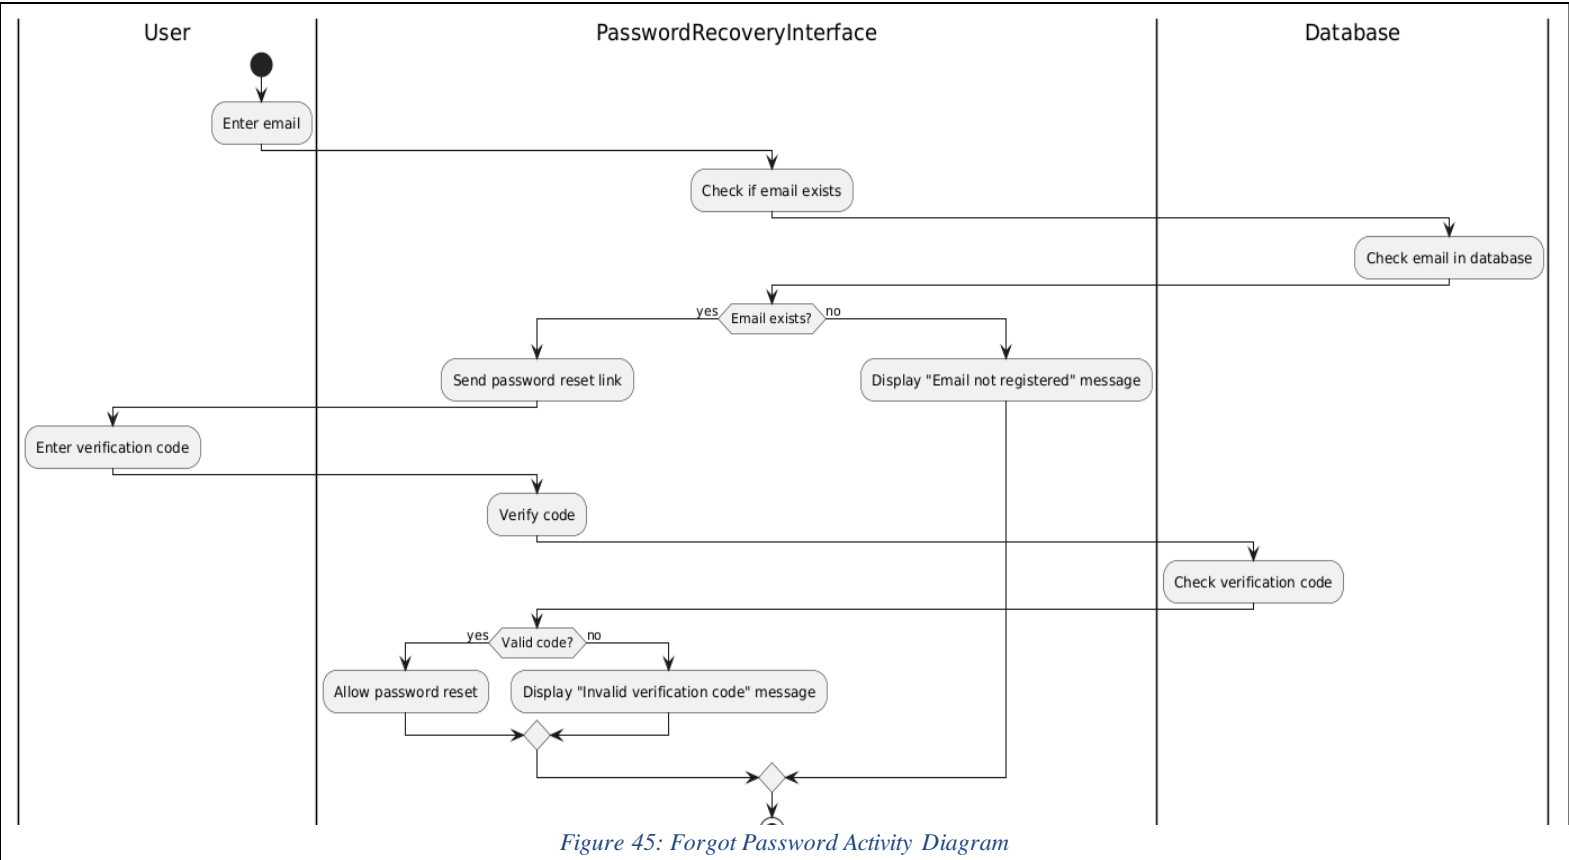 User
PasswordRecoveryInterface
Database
Enter email
Check if email exists
Check email in database
yes
Email exists?
no
Send password reset link
Display "Email not registered" message
Enter verification code
Verify code
Check verification code
yes
Valid code?
no
Allow password reset
Display "Invalid verification code" message
Figure 45: Forgot Password Activity Diagram